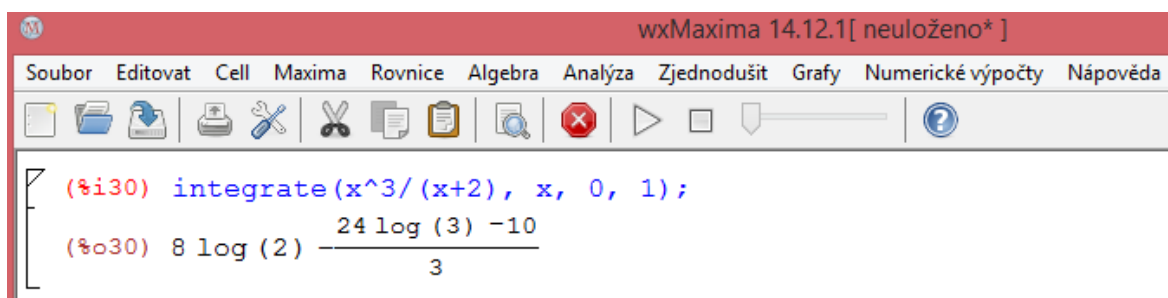 wxMaxima 14.12.1[ neuloženo* ]
Soubor Editovat Cell Maxima Rovnice Algebra Analýza Zjednodušit Grafy Numerické výpočty Nápověda
(%i30) integrate(x^3/(x+2), x, 0, 1);
(%o30) 8 log (2) - \frac{24 log (3) -10}{3}